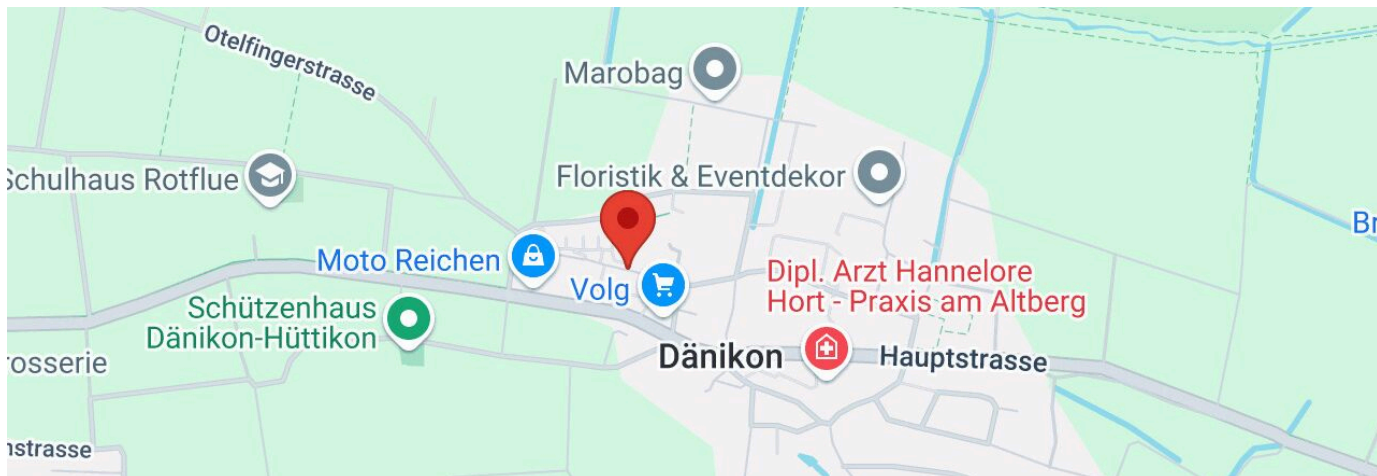 Otelfingerstrasse
Marobag
Schulhaus Rotflue
Floristik & Eventdekor
Br
Moto Reichen
Volg
Dipl. Arzt Hannelore
Hort - Praxis am Altberg
Schützenhaus
Dänikon-Hüttikon
Dänikon
Hauptstrasse
rosserie
nstrasse